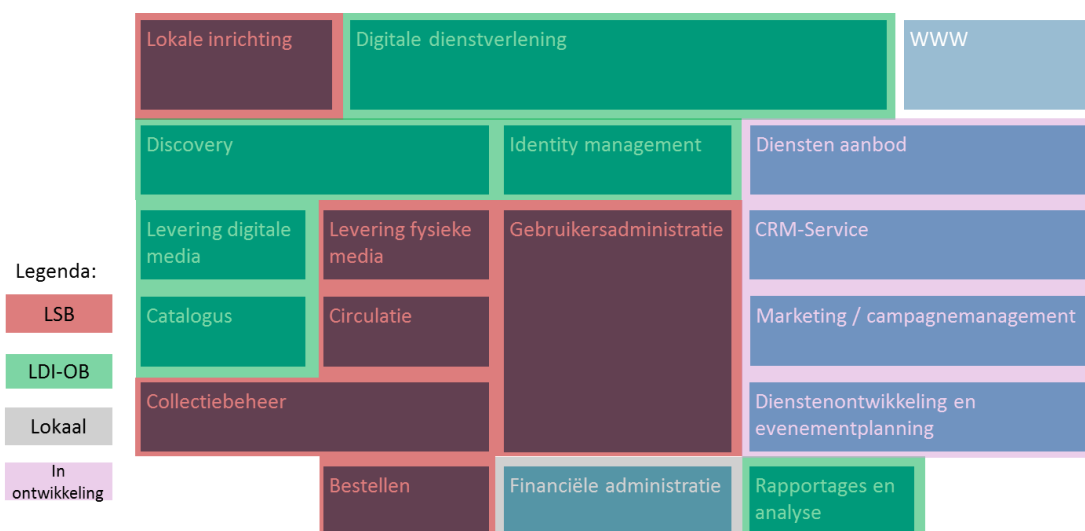 Lokale inrichting
Digitale dienstverlening
WWW
Discovery
Identity management
Diensten aanbod
Levering digitale
media
Levering fysieke
media
Gebruikersadministratie
CRM-Service
Legenda:
LSB
Catalogus
Circulatie
Marketing / campagnemanagement
LDI-OB
Collectiebeheer
Dienstenontwikkeling en
evenementplanning
Lokaal
In
ontwikkeling
Bestellen
Financiële administratie
Rapportages en
analyse